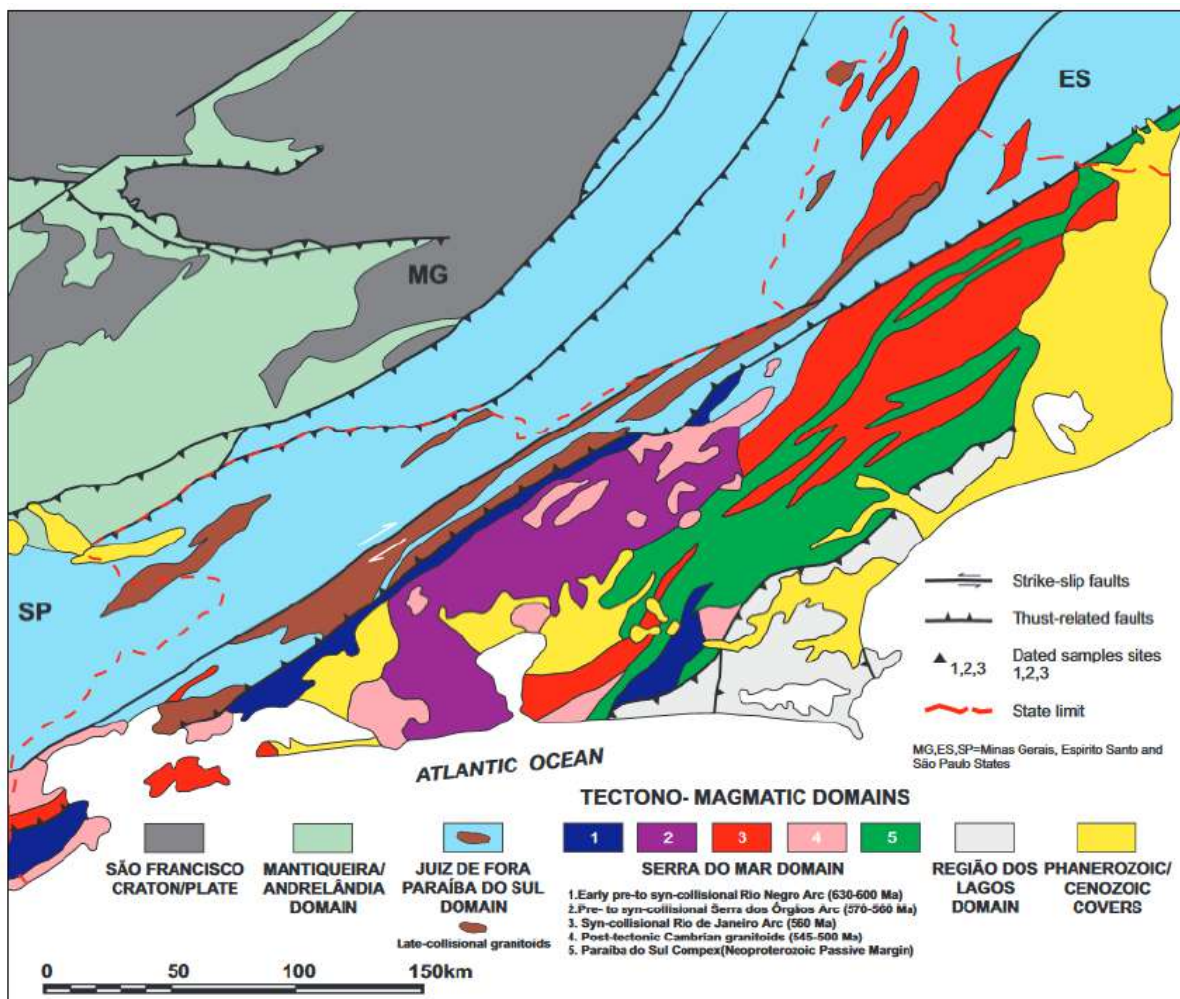 ES
MG
SP
Strike-slip faults
Thust-related faults
Dated samples sites
1,2,3
1,2,3
State limit
MG,ES,SP=Minas Gerais, Espirito Santo and
São Paulo States
ATLANTIC OCEAN
TECTONO- MAGMATIC DOMAINS
1 2 3 4 5
SÃO FRANCISCO
CRATON/PLATE
MANTIQUEIRA/
ANDRELÂNDIA
DOMAIN
JUIZ DE FORA
PARAÍBA DO SUL
DOMAIN
Late-collisional granitoids
SERRA DO MAR DOMAIN
REGIÃO DOS
LAGOS
DOMAIN
PHANEROZOIC/
CENOZOIC
COVERS
1.Early pre-to syn-collisional Rio Negro Arc (630-600 Ma)
2.Pre- to syn-collisional Serra dos Órgãos Arc (570-560 Ma)
3. Syn-collisional Rio de Janeiro Arc (560 Ma)
4. Post-tectonic Cambrian granitoids (545-500 Ma)
5. Paraiba do Sul Compex(Neoproterozoic Passive Margin)
0 50 100 150km